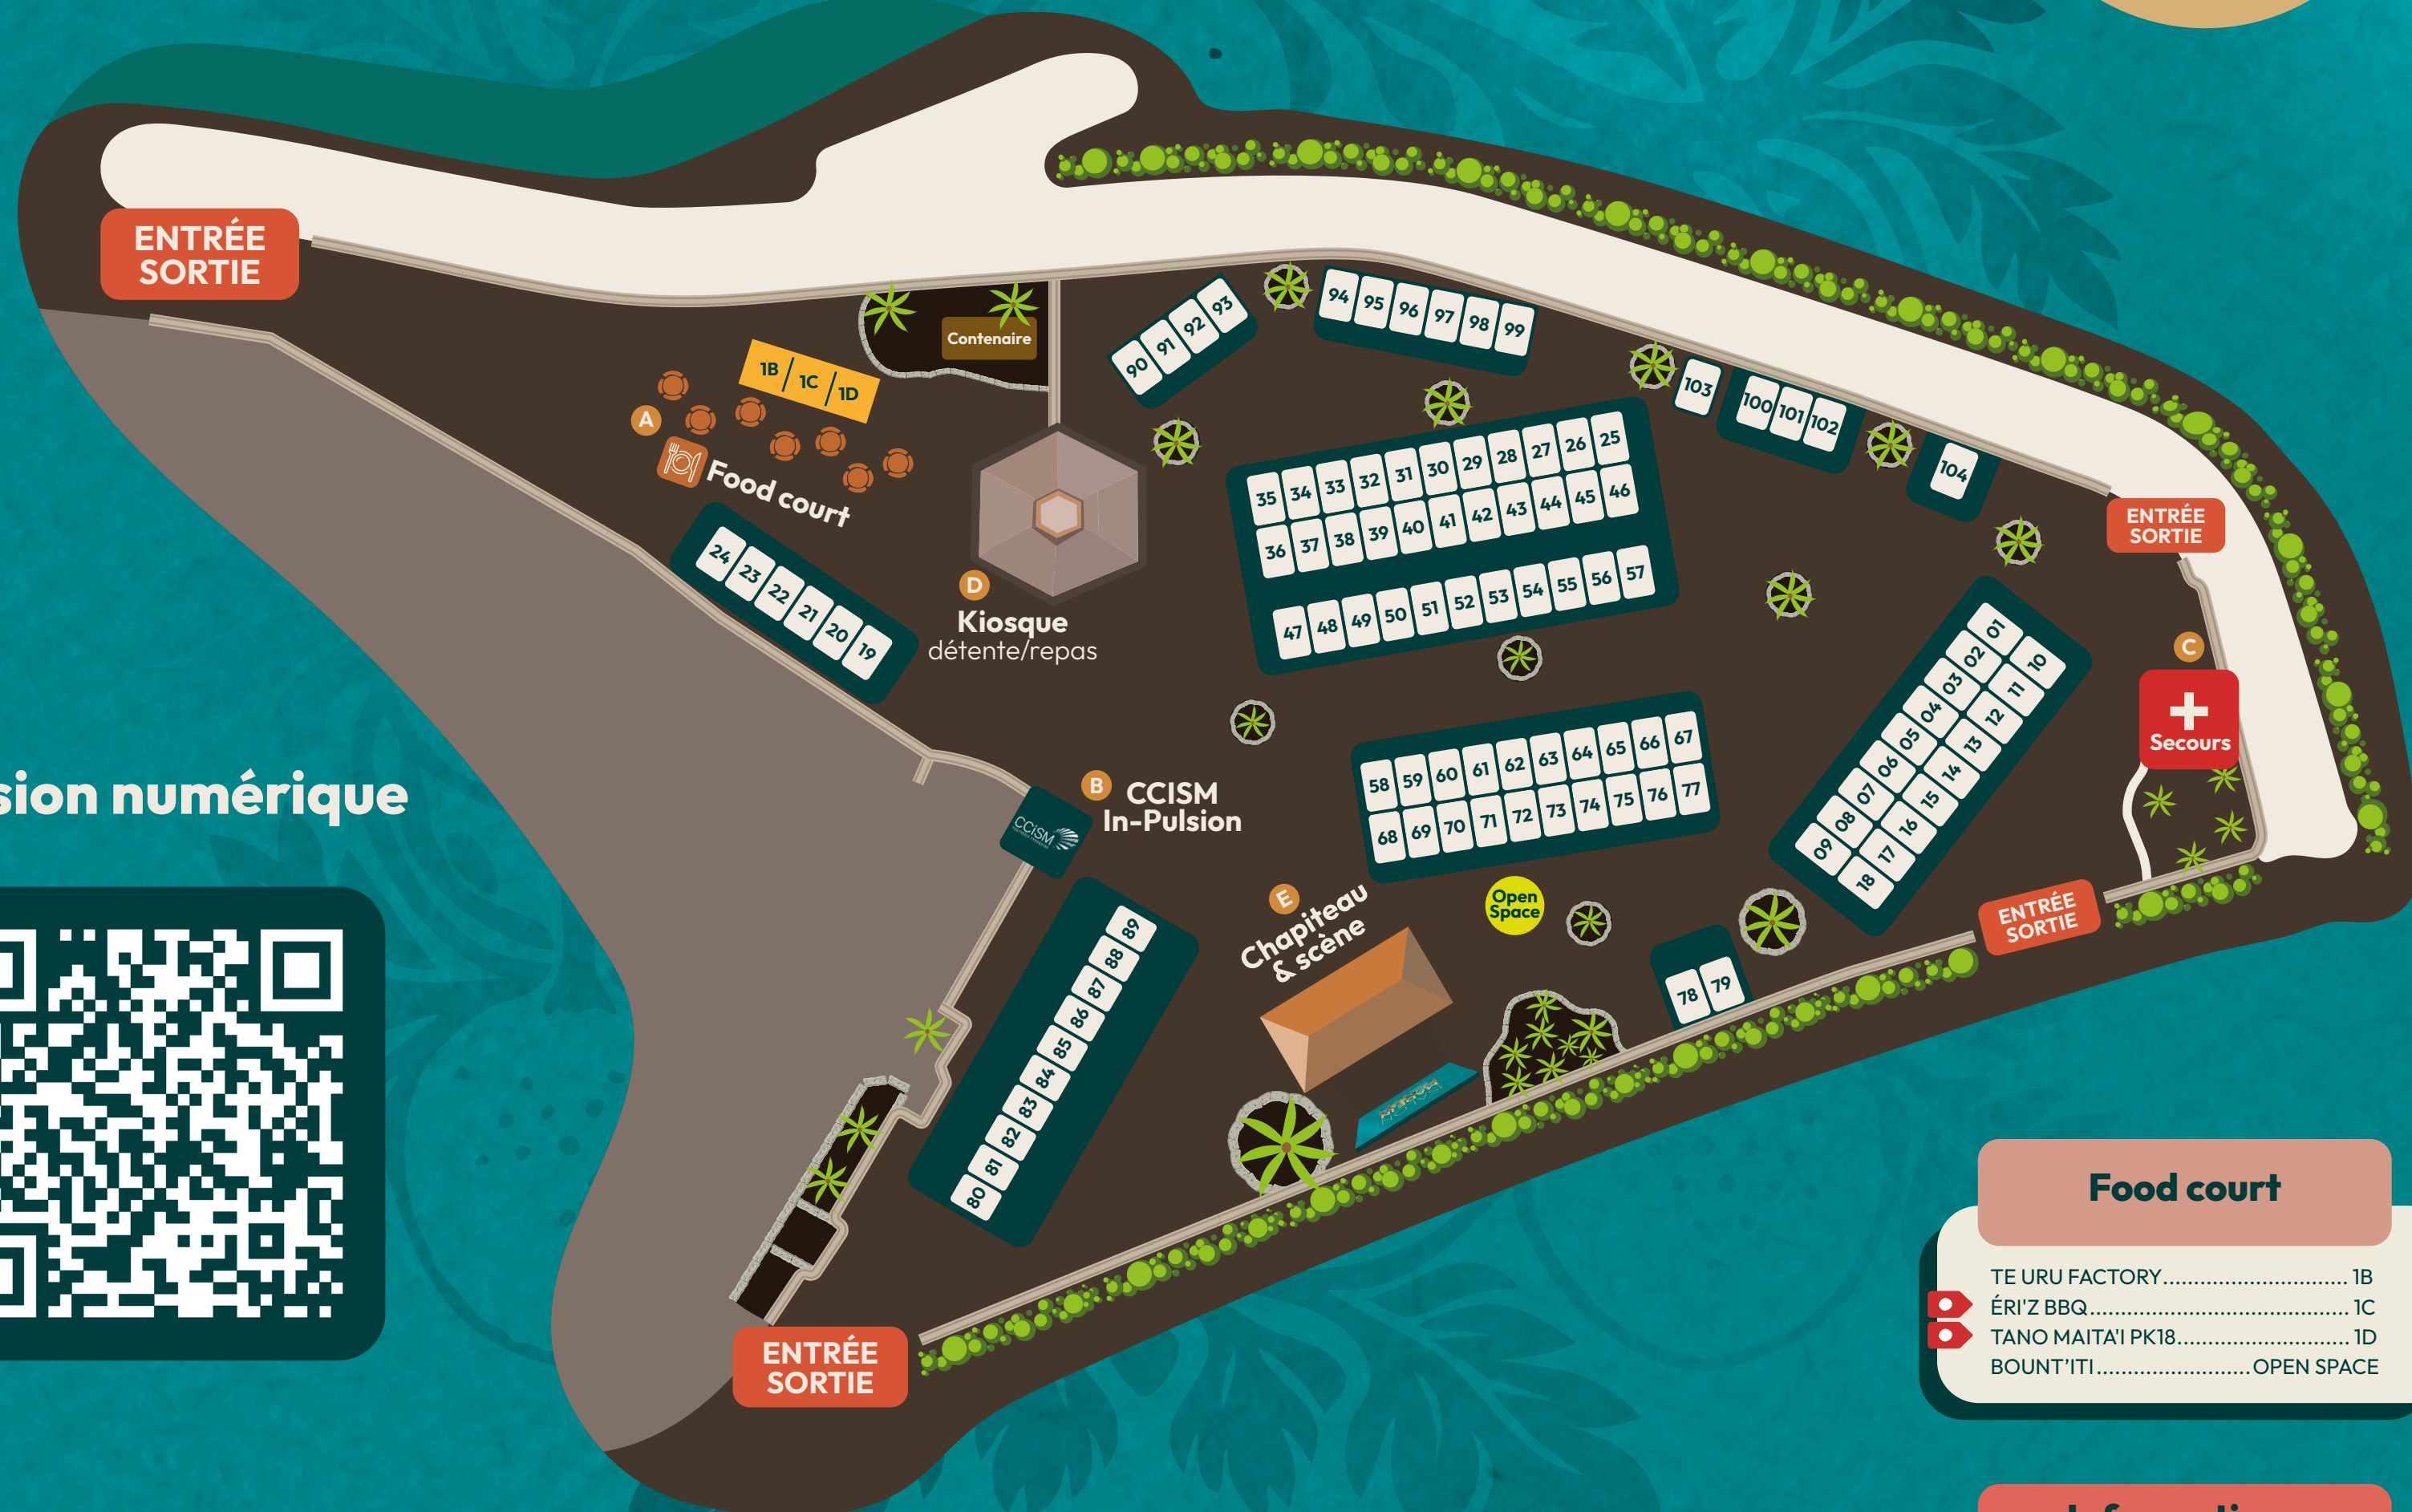 ENTRÉE
SORTIE
Contenaire
1B / 1C / 1D
A
Food court
90 91 92 93
94 95 96 97 98 99
103
100 101 102
104
ENTRÉE
SORTIE
35 34 33 32 31 30 29 28 27 26 25
36 37 38 39 40 41 42 43 44 45 46
47 48 49 50 51 52 53 54 55 56 57
24 23 22 21 20 19
D
Kiosque
détente/repas
01 02 03 04 05 06 07 08 09
10 11 12 13 14 15 16 17 18
C
Secours
58 59 60 61 62 63 64 65 66 67
68 69 70 71 72 73 74 75 76 77
B
CCISM
In-Pulsion
CCISM
sion numérique
E
Chapiteau
& scène
Open
Space
78 79
ENTRÉE
SORTIE
89
88
87
86
85
84
83
82
81
80
ENTRÉE
SORTIE
Food court
TE URU FACTORY.............................. 1B
ÉRI'Z BBQ.......................................... 1C
TANO MAITA'I PK18............................ 1D
BOUNT'ITI.........................OPEN SPACE